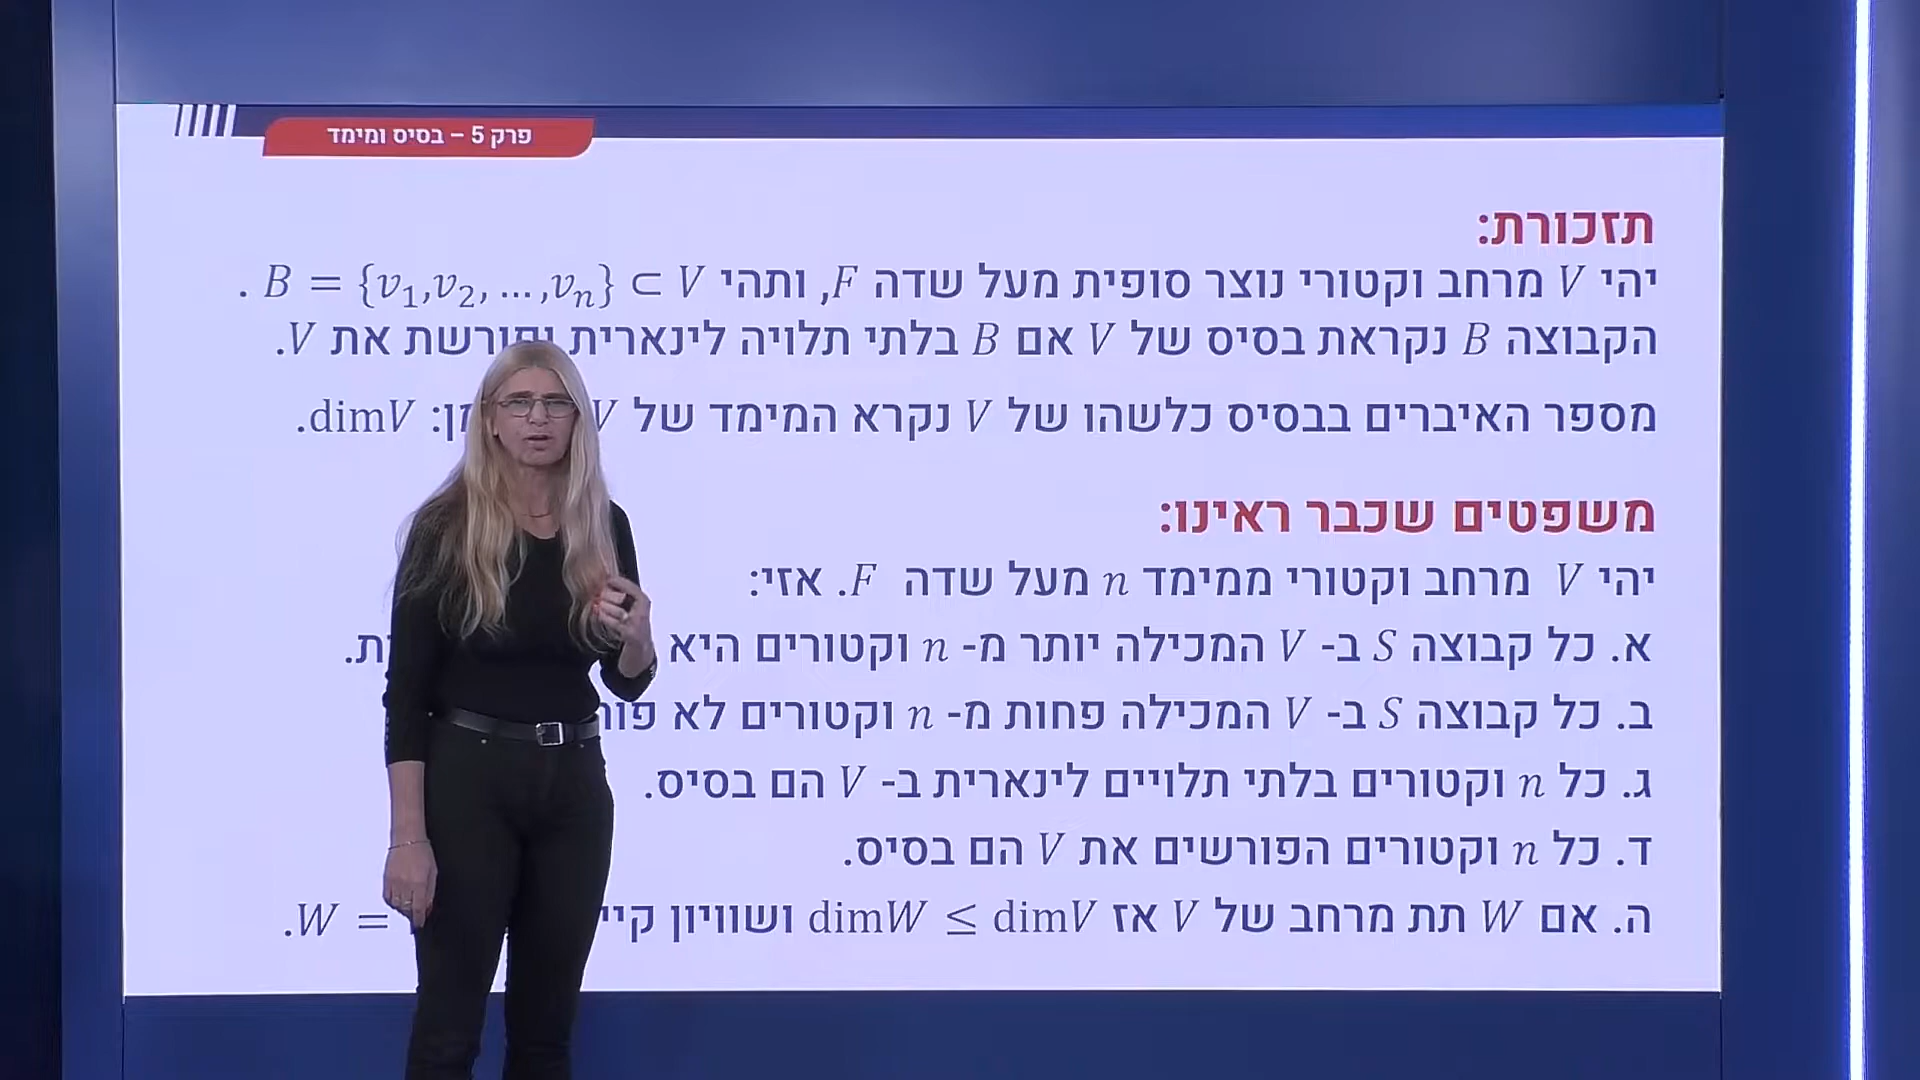 פרק 5 – בסיס ומימד
תזכורת:
יהי V מרחב וקטורי נוצר סופית מעל שדה F, ותהי B = {v₁,v₂, …,vₙ} ⊂ V .
הקבוצה B נקראת בסיס של V אם B בלתי תלויה לינארית ופורשת את V.
מספר האיברים בבסיס כלשהו של V נקרא המימד של V dimV.
משפטים שכבר ראינו:
יהי V מרחב וקטורי ממימד n מעל שדה F. אזי:
א. כל קבוצה S ב- V המכילה יותר מ- n וקטורים היא
ב. כל קבוצה S ב- V המכילה פחות מ- n וקטורים לא
ג. כל n וקטורים בלתי תלויים לינארית ב- V הם בסיס.
ד. כל n וקטורים הפורשים את V הם בסיס.
ה. אם W תת מרחב של V אז dimW ≤ dimV ושוויון W =.